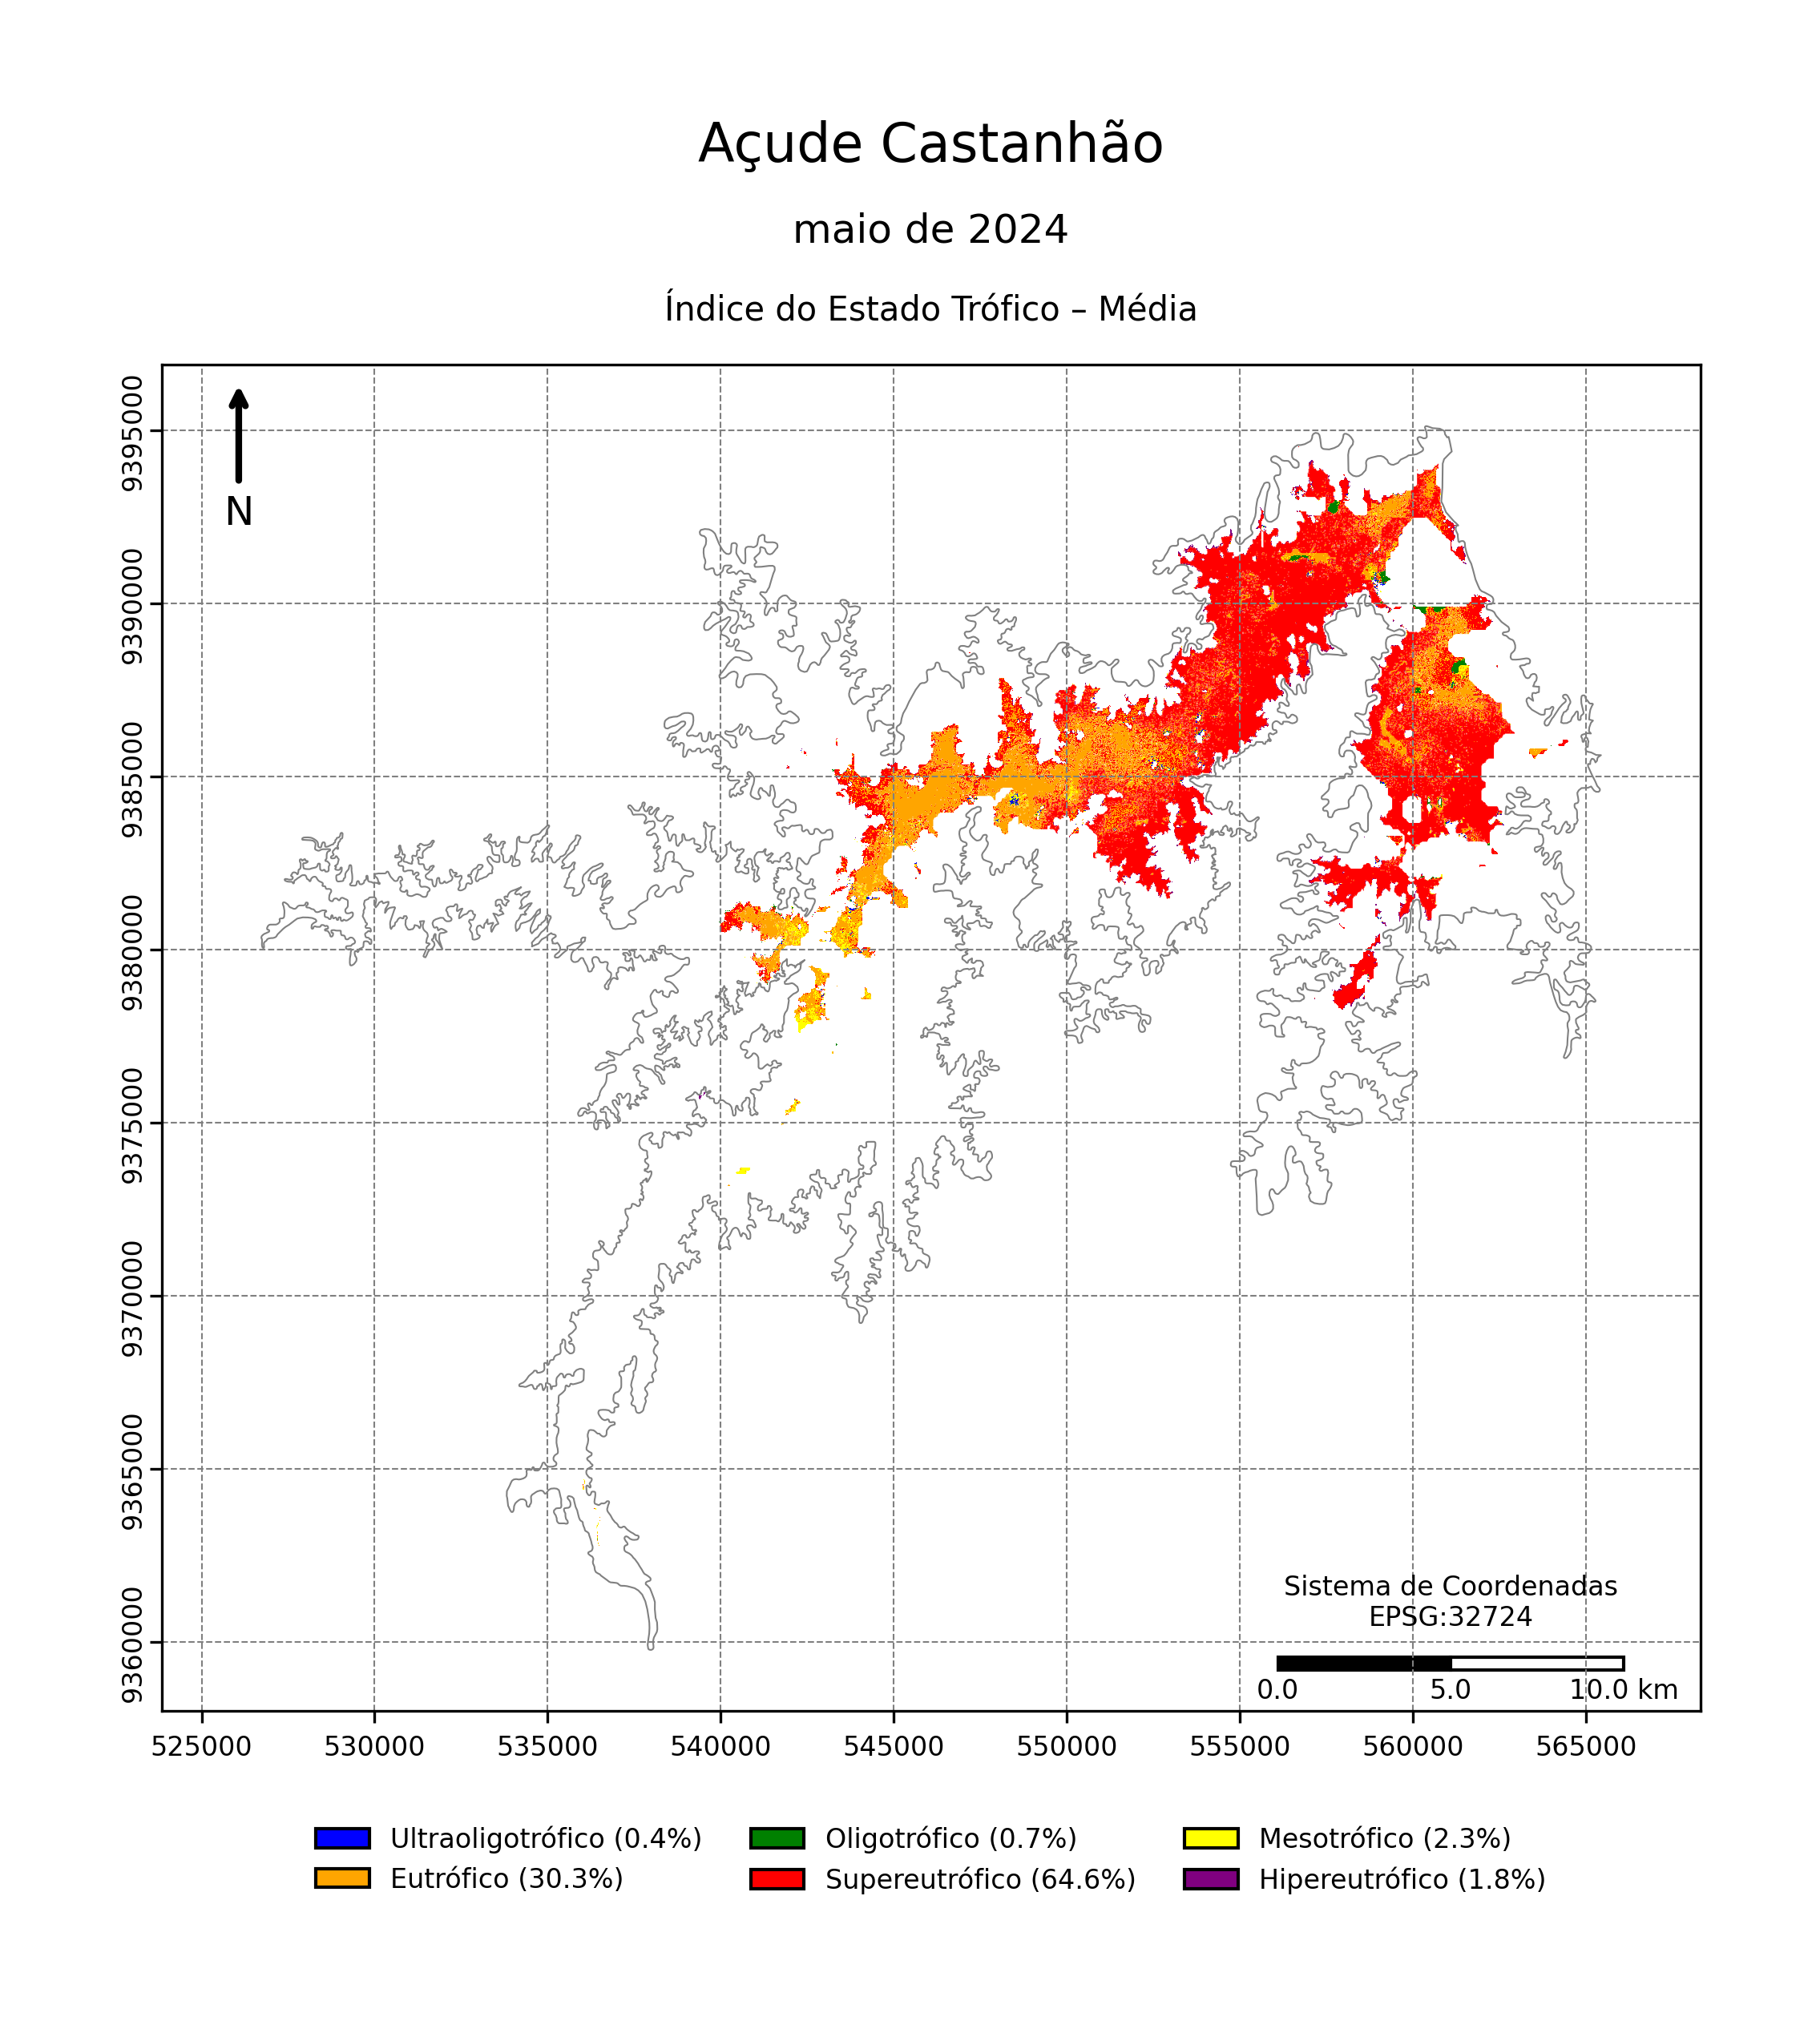 Açude Castanhão
maio de 2024
Índice do Estado Trófico – Média
N
9395000
9390000
9385000
9380000
9375000
9370000
9365000
9360000
Sistema de Coordenadas
EPSG:32724
0.0 5.0 10.0 km
525000 530000 535000 540000 545000 550000 555000 560000 565000
Ultraoligotrófico (0.4%) Oligotrófico (0.7%) Mesotrófico (2.3%)
Eutrófico (30.3%) Supereutrófico (64.6%) Hipereutrófico (1.8%)